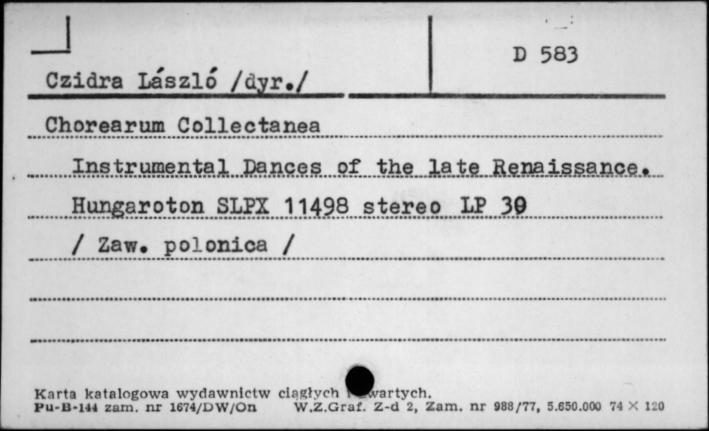 D 583
Czidra László /dyr./
Chorearum Collectanea
Instrumental Dances of the late Renaissance.
Hungaroton SLPX 11498 stereo LP 30
/ Zaw. polonica /
Karta katalogowa wydawnictw ciągłych i zwartych.
Pu-B-144 zam. nr 1674/DW/On W.Z.Graf. Z-d 2, Zam. nr 988/77, 5.650.000 74 X 120